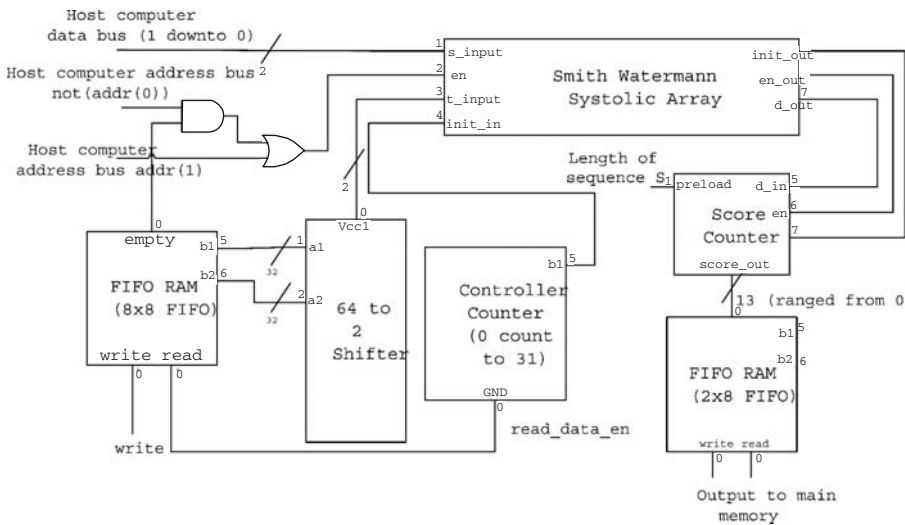 Host computer
data bus (1 downto 0)
2
Host computer address bus
not(addr(0))
Host computer
address bus addr(1)
1
s_input
2
en
3
t_input
4
init_in
Smith Watermann
Systolic Array
init_out
en_out
7
d_out
2
Length of
sequence S
1
preload
d_in
5
Score
Counter
en
6
7
score_out
13 (ranged from 0
0
0
empty
b1
5
b2
6
FIFO RAM
(8x8 FIFO)
write read
0
0
write
32
32
0
Vcc1
1
a1
2
a2
64 to
2
Shifter
b1
5
Controller
Counter
(0 count
to 31)
GND
0
read_data_en
b1
5
b2
6
FIFO RAM
(2x8 FIFO)
write read
0
0
Output to main
memory